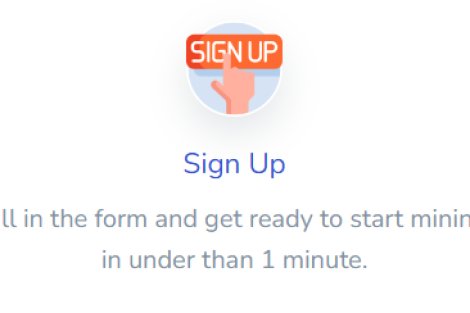 SIGN UP
Sign Up
ll in the form and get ready to start minin
in under than 1 minute.